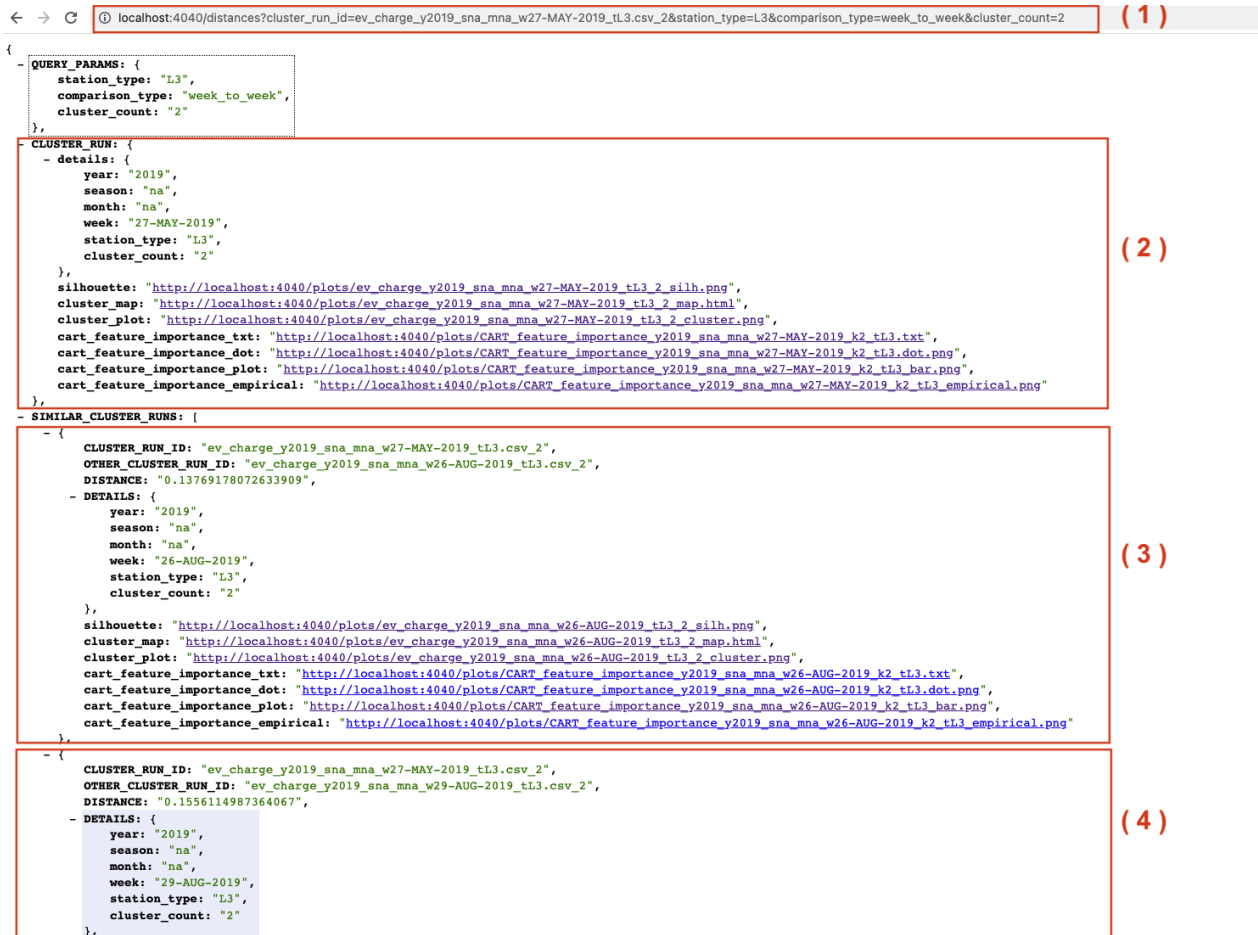 localhost:4040/distances?cluster_run_id=ev_charge_y2019_sna_mna_w27-MAY-2019_tL3.csv_2&station_type=L3&comparison_type=week_to_week&cluster_count=2 (1)
{
- QUERY_PARAMS: {
station_type: "L3",
comparison_type: "week_to_week",
cluster_count: "2"
},
- CLUSTER_RUN: {
- details: {
year: "2019",
season: "na",
month: "na",
week: "27-MAY-2019",
station_type: "L3",
cluster_count: "2"
},
(2)
silhouette: "http://localhost:4040/plots/ev_charge_y2019_sna_mna_w27-MAY-2019_tL3_2_silh.png",
cluster_map: "http://localhost:4040/plots/ev_charge_y2019_sna_mna_w27-MAY-2019_tL3_2_map.html",
cluster_plot: "http://localhost:4040/plots/ev_charge_y2019_sna_mna_w27-MAY-2019_tL3_2_cluster.png",
cart_feature_importance_txt: "http://localhost:4040/plots/CART_feature_importance_y2019_sna_mna_w27-MAY-2019_k2_tL3.txt",
cart_feature_importance_dot: "http://localhost:4040/plots/CART_feature_importance_y2019_sna_mna_w27-MAY-2019_k2_tL3.dot.png",
cart_feature_importance_plot: "http://localhost:4040/plots/CART_feature_importance_y2019_sna_mna_w27-MAY-2019_k2_tL3_bar.png",
cart_feature_importance_empirical: "http://localhost:4040/plots/CART_feature_importance_y2019_sna_mna_w27-MAY-2019_k2_tL3_empirical.png"
},
- SIMILAR_CLUSTER_RUNS: [
- {
CLUSTER_RUN_ID: "ev_charge_y2019_sna_mna_w27-MAY-2019_tL3.csv_2",
OTHER_CLUSTER_RUN_ID: "ev_charge_y2019_sna_mna_w26-AUG-2019_tL3.csv_2",
DISTANCE: "0.13769178072633909",
- DETAILS: {
year: "2019",
season: "na",
month: "na",
week: "26-AUG-2019",
station_type: "L3",
cluster_count: "2"
},
(3)
silhouette: "http://localhost:4040/plots/ev_charge_y2019_sna_mna_w26-AUG-2019_tL3_2_silh.png",
cluster_map: "http://localhost:4040/plots/ev_charge_y2019_sna_mna_w26-AUG-2019_tL3_2_map.html",
cluster_plot: "http://localhost:4040/plots/ev_charge_y2019_sna_mna_w26-AUG-2019_tL3_2_cluster.png",
cart_feature_importance_txt: "http://localhost:4040/plots/CART_feature_importance_y2019_sna_mna_w26-AUG-2019_k2_tL3.txt",
cart_feature_importance_dot: "http://localhost:4040/plots/CART_feature_importance_y2019_sna_mna_w26-AUG-2019_k2_tL3.dot.png",
cart_feature_importance_plot: "http://localhost:4040/plots/CART_feature_importance_y2019_sna_mna_w26-AUG-2019_k2_tL3_bar.png",
cart_feature_importance_empirical: "http://localhost:4040/plots/CART_feature_importance_y2019_sna_mna_w26-AUG-2019_k2_tL3_empirical.png"
},
- {
CLUSTER_RUN_ID: "ev_charge_y2019_sna_mna_w27-MAY-2019_tL3.csv_2",
OTHER_CLUSTER_RUN_ID: "ev_charge_y2019_sna_mna_w29-AUG-2019_tL3.csv_2",
DISTANCE: "0.1556114987364067",
- DETAILS: {
(4)
year: "2019",
season: "na",
month: "na",
week: "29-AUG-2019",
station_type: "L3",
cluster_count: "2"
},